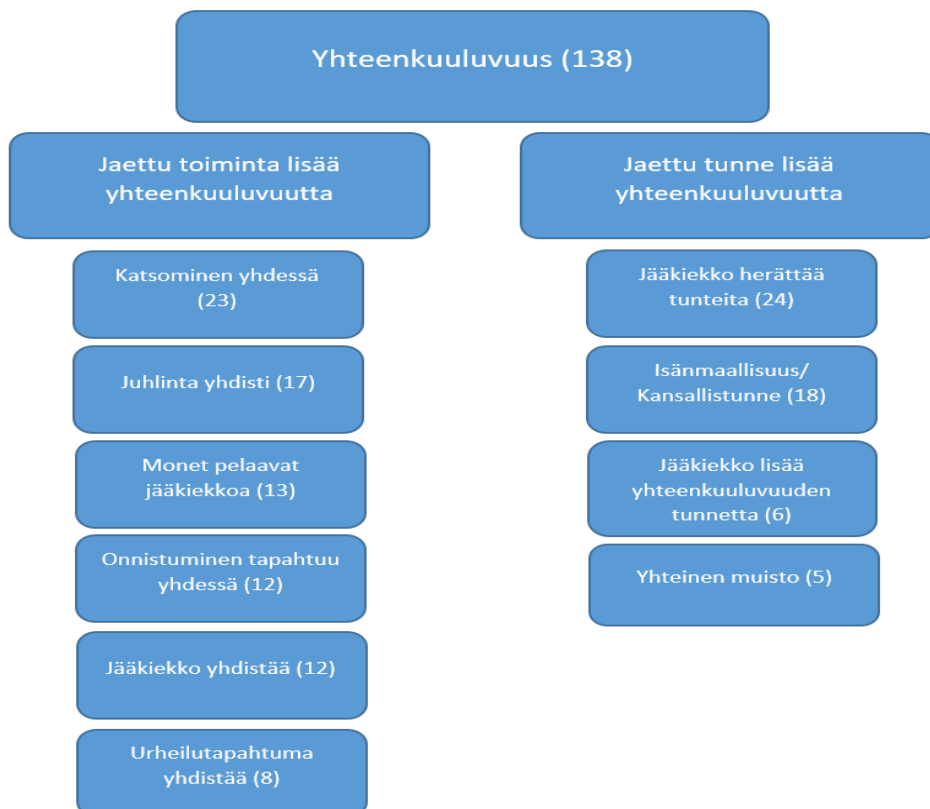 Yhteenkuuluvuus (138)
Jaettu toiminta lisää
yhteenkuuluvuutta
Katsominen yhdessä
(23)
Juhlinta yhdisti (17)
Monet pelaavat
jääkiekkoa (13)
Onnistuminen tapahtuu
yhdessä (12)
Jääkiekko yhdistää (12)
Urheilutapahtuma
yhdistää (8)
Jaettu tunne lisää
yhteenkuuluvuutta
Jääkiekko herättää
tunteita (24)
Isänmaallisuus/
Kansallistunne (18)
Jääkiekko lisää
yhteenkuuluvuuden
tunnetta (6)
Yhteinen muisto (5)